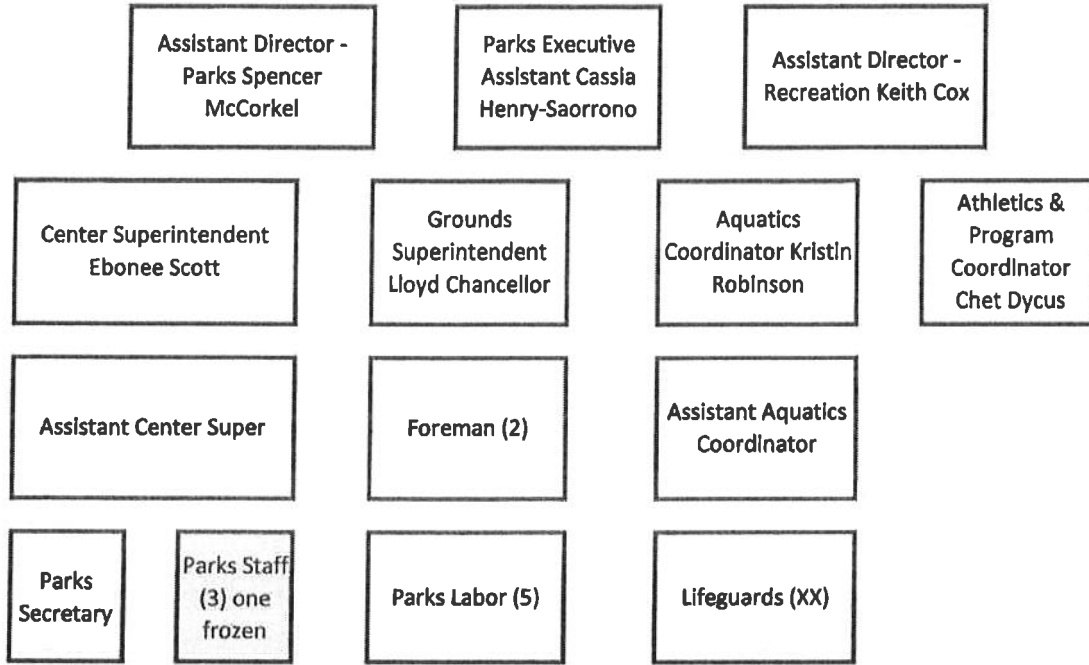 Assistant Director -
Parks Spencer
McCorkel
Parks Executive
Assistant Cassia
Henry-Saorrono
Assistant Director -
Recreation Keith Cox
Center Superintendent
Ebonee Scott
Grounds
Superintendent
Lloyd Chancellor
Aquatics
Coordinator Kristin
Robinson
Athletics &
Program
Coordinator
Chet Dycus
Assistant Center Super
Foreman (2)
Assistant Aquatics
Coordinator
Parks
Secretary
Parks Staff
(3) one
frozen
Parks Labor (5)
Lifeguards (XX)